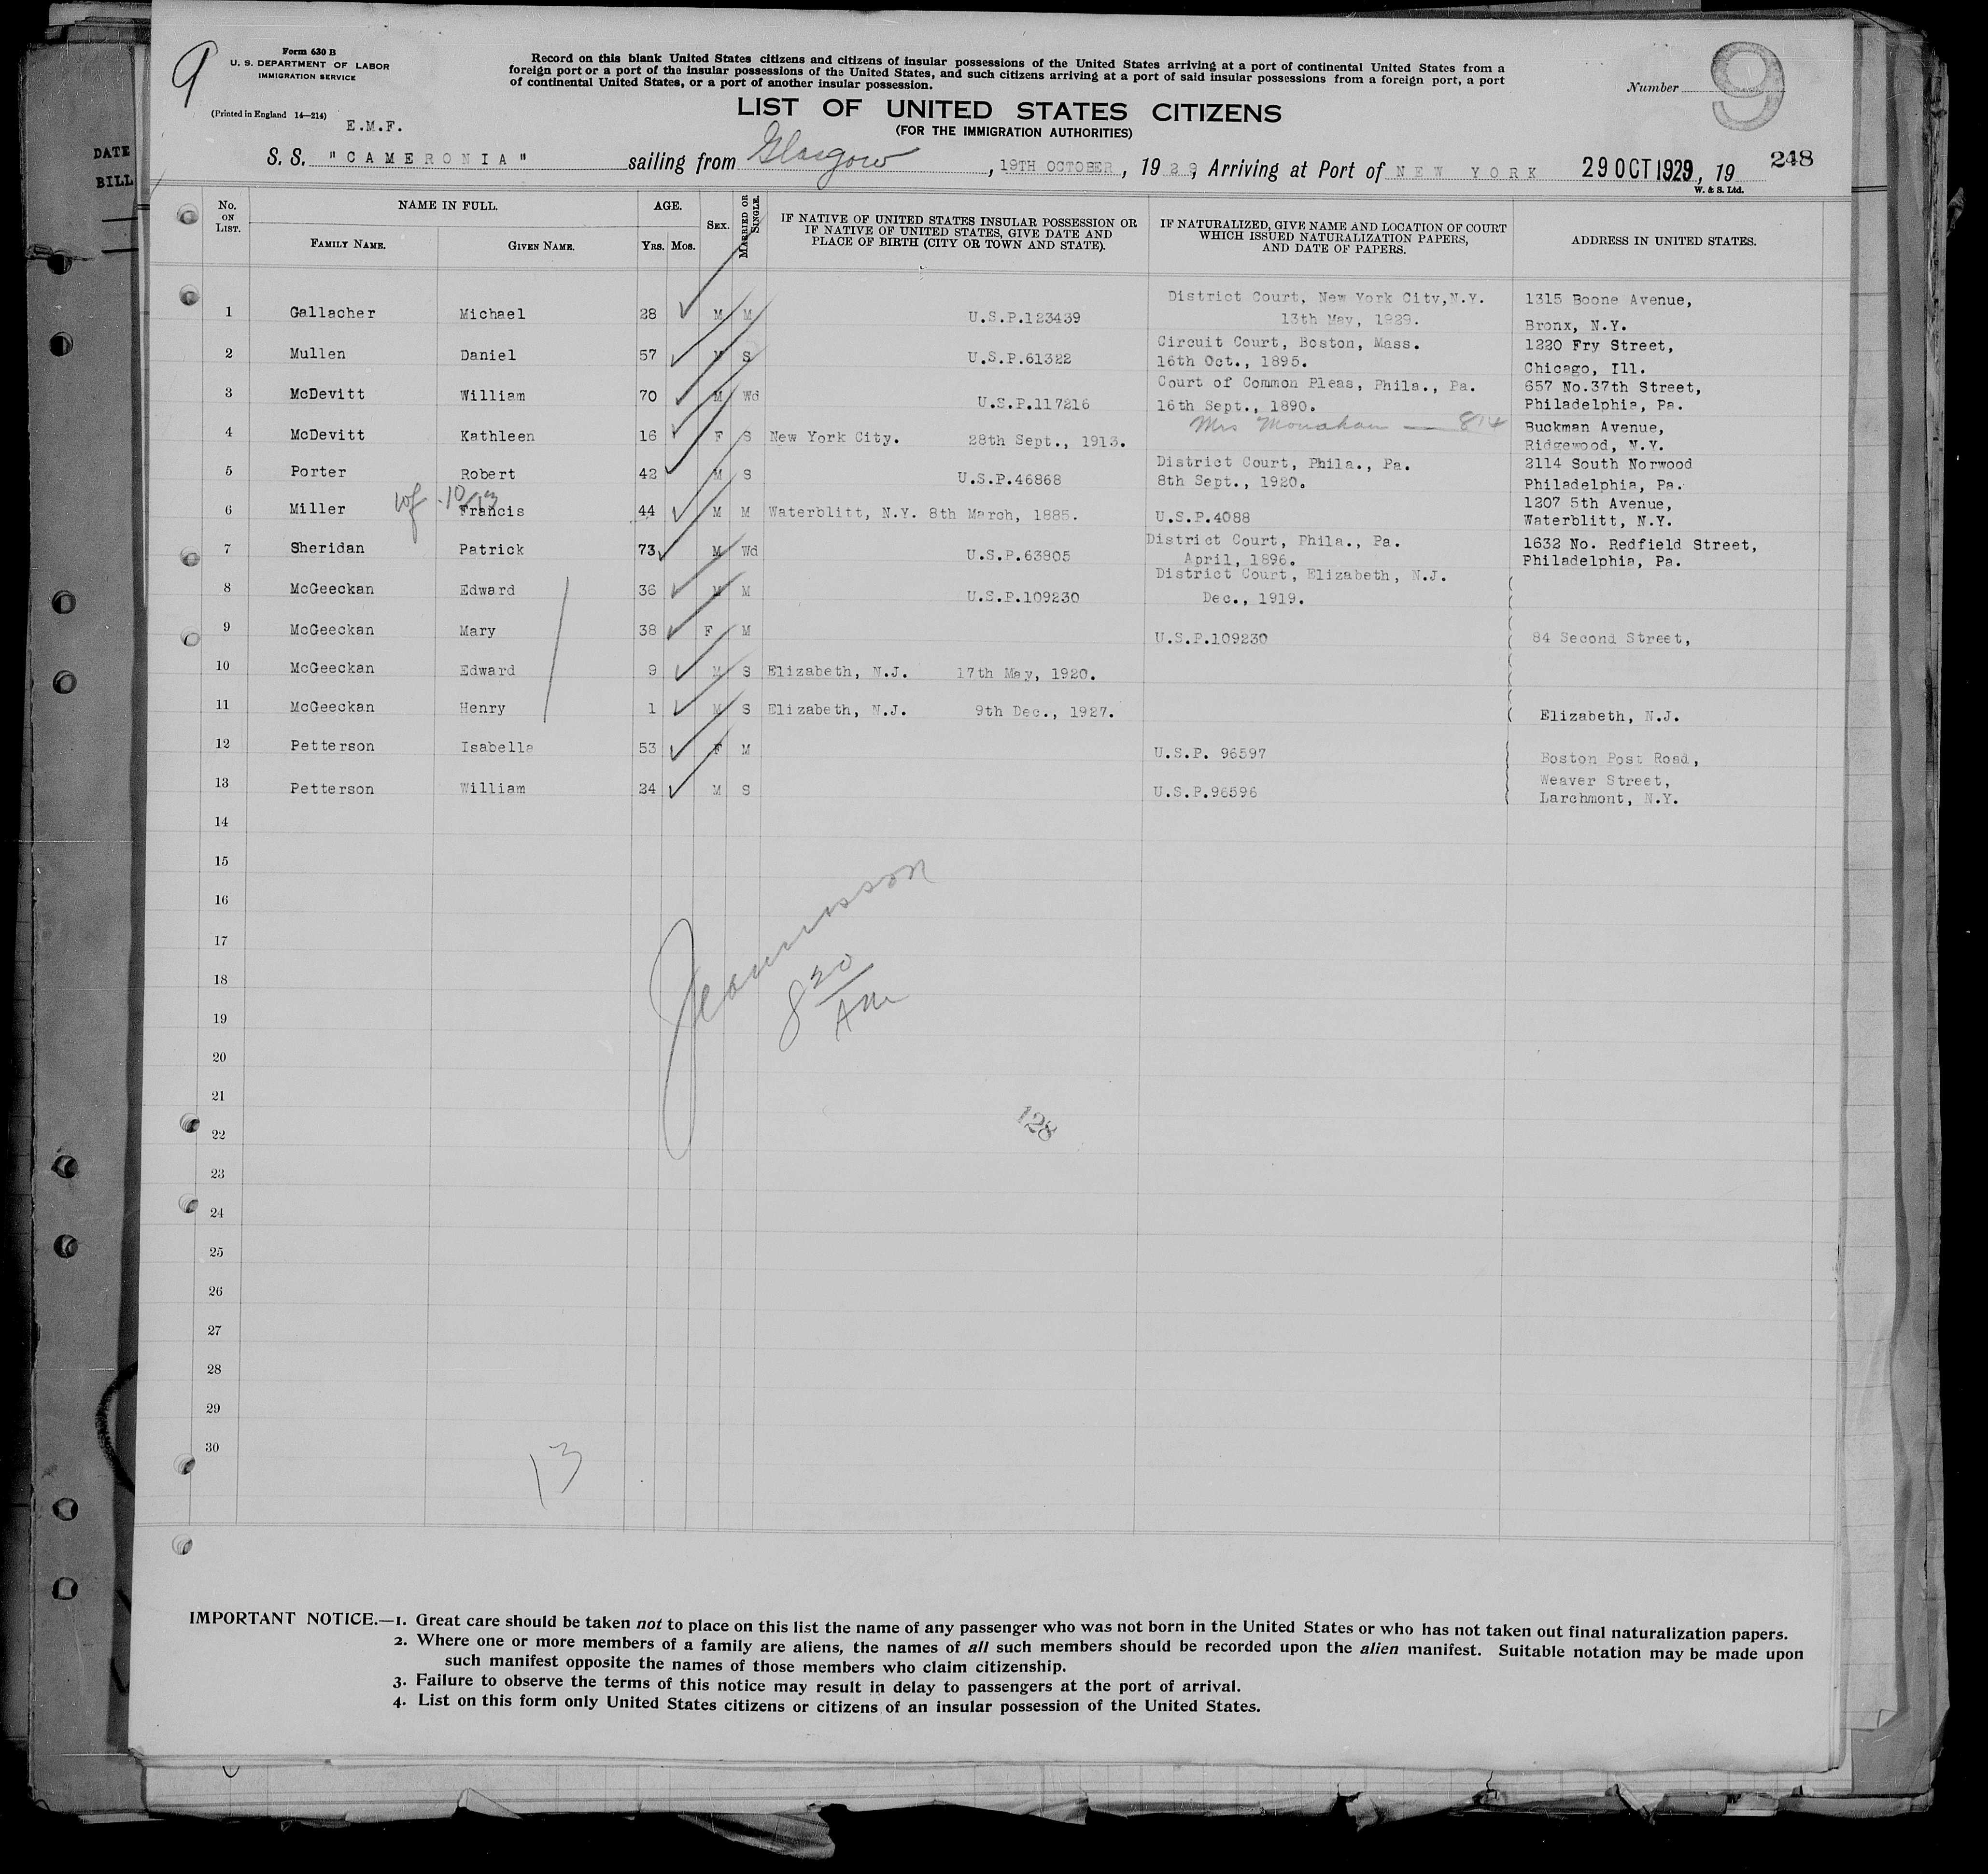 9
Form 630 B
U. S. DEPARTMENT OF LABOR
IMMIGRATION SERVICE
(Printed in England 14—214)
E.M.F.
Record on this blank United States citizens and citizens of insular possessions of the United States arriving at a port of continental United States from a
foreign port or a port of the insular possessions of the United States, and such citizens arriving at a port of said insular possessions from a foreign port, a port
of continental United States, or a port of another insular possession.
Number 9
LIST OF UNITED STATES CITIZENS
(FOR THE IMMIGRATION AUTHORITIES)
S. S. "CAMERONIA" sailing from Glasgow, 19TH OCTOBER, 1929, Arriving at Port of NEW YORK 29 OCT 1929, 19 248
W. & S. Ltd.
DATE
BILL
No. ON LIST. NAME IN FULL. FAMILY NAME. GIVEN NAME. AGE. YRS. MOS. SEX. MARRIED OR SINGLE. IF NATIVE OF UNITED STATES INSULAR POSSESSION OR IF NATIVE OF UNITED STATES, GIVE DATE AND PLACE OF BIRTH (CITY OR TOWN AND STATE). IF NATURALIZED, GIVE NAME AND LOCATION OF COURT WHICH ISSUED NATURALIZATION PAPERS, AND DATE OF PAPERS. ADDRESS IN UNITED STATES.
1 Gallacher Michael 28 M M U.S.P.123439 District Court, New York City,N.Y. 13th May, 1929. 1315 Boone Avenue, Bronx, N.Y.
2 Mullen Daniel 57 M S U.S.P.61322 Circuit Court, Boston, Mass. 16th Oct., 1895. 1220 Fry Street, Chicago, Ill.
3 McDevitt William 70 M Wd U.S.P.117216 Court of Common Pleas, Phila., Pa. 16th Sept., 1890. 657 No.37th Street, Philadelphia, Pa.
4 McDevitt Kathleen 16 F S New York City. 28th Sept., 1913. Mrs Monahan — 814 Buckman Avenue, Ridgewood, N.Y.
5 Porter Robert 42 M S U.S.P.46868 District Court, Phila., Pa. 8th Sept., 1920. 2114 South Norwood Philadelphia, Pa.
6 Miller Francis 44 M M Waterblitt, N.Y. 8th March, 1885. U.S.P.4088 1207 5th Avenue, Waterblitt, N.Y.
7 Sheridan Patrick 73 M Wd U.S.P.63805 District Court, Phila., Pa. April, 1896. 1632 No. Redfield Street, Philadelphia, Pa.
8 McGeeckan Edward 36 M M U.S.P.109230 District Court, Elizabeth, N.J. Dec., 1919.
9 McGeeckan Mary 38 F M U.S.P.109230 84 Second Street,
10 McGeeckan Edward 9 M S Elizabeth, N.J. 17th May, 1920.
11 McGeeckan Henry 1 M S Elizabeth, N.J. 9th Dec., 1927. Elizabeth, N.J.
12 Petterson Isabella 53 F M U.S.P. 96597 Boston Post Road,
13 Petterson William 24 M S U.S.P.96596 Weaver Street, Larchmont, N.Y.
14
15
16
17
18
19
20
21
22
23
24
25
26
27
28
29
30
8 20 AM
128
13
IMPORTANT NOTICE.—1. Great care should be taken not to place on this list the name of any passenger who was not born in the United States or who has not taken out final naturalization papers.
2. Where one or more members of a family are aliens, the names of all such members should be recorded upon the alien manifest. Suitable notation may be made upon
such manifest opposite the names of those members who claim citizenship.
3. Failure to observe the terms of this notice may result in delay to passengers at the port of arrival.
4. List on this form only United States citizens or citizens of an insular possession of the United States.